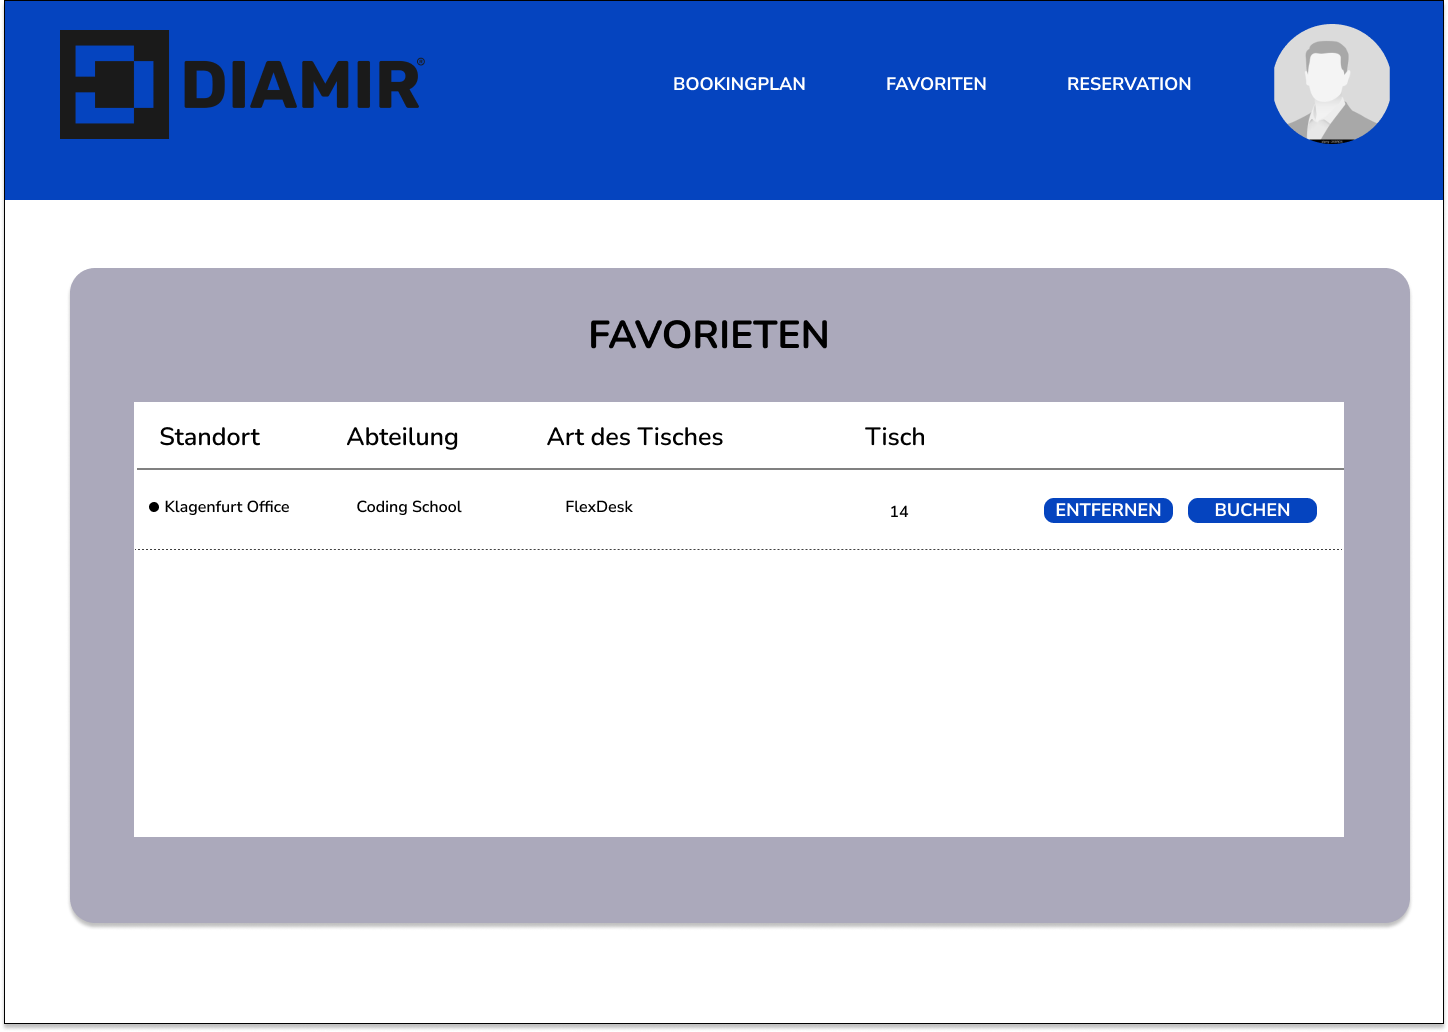 DIAMIR®
BOOKINGPLAN FAVORITEN RESERVATION
FAVORIETEN
Standort Abteilung Art des Tisches Tisch
Klagenfurt Office Coding School FlexDesk 14 ENTFERNEN BUCHEN